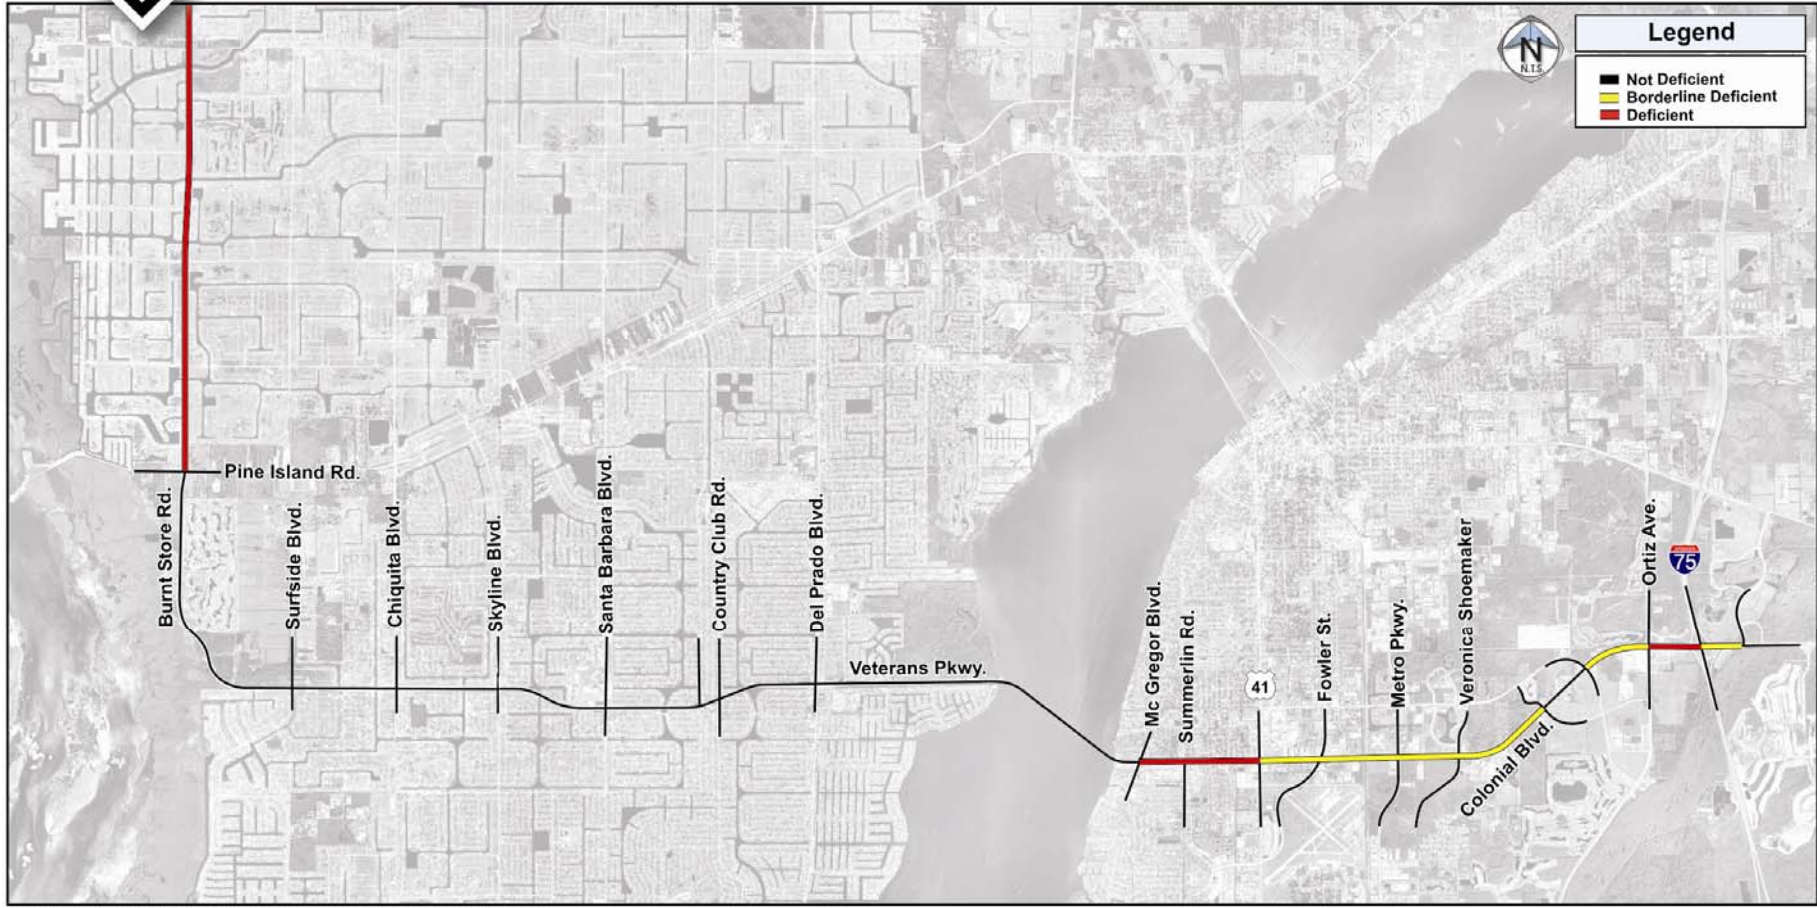 N
N.T.S.
Legend
Not Deficient
Borderline Deficient
Deficient
Pine Island Rd.
Burnt Store Rd.
Surfside Blvd.
Chiquita Blvd.
Skyline Blvd.
Santa Barbara Blvd.
Country Club Rd.
Del Prado Blvd.
Veterans Pkwy.
Mc Gregor Blvd.
Summerlin Rd.
41
Fowler St.
Metro Pkwy.
Veronica Shoemaker
Colonial Blvd.
Ortiz Ave.
75